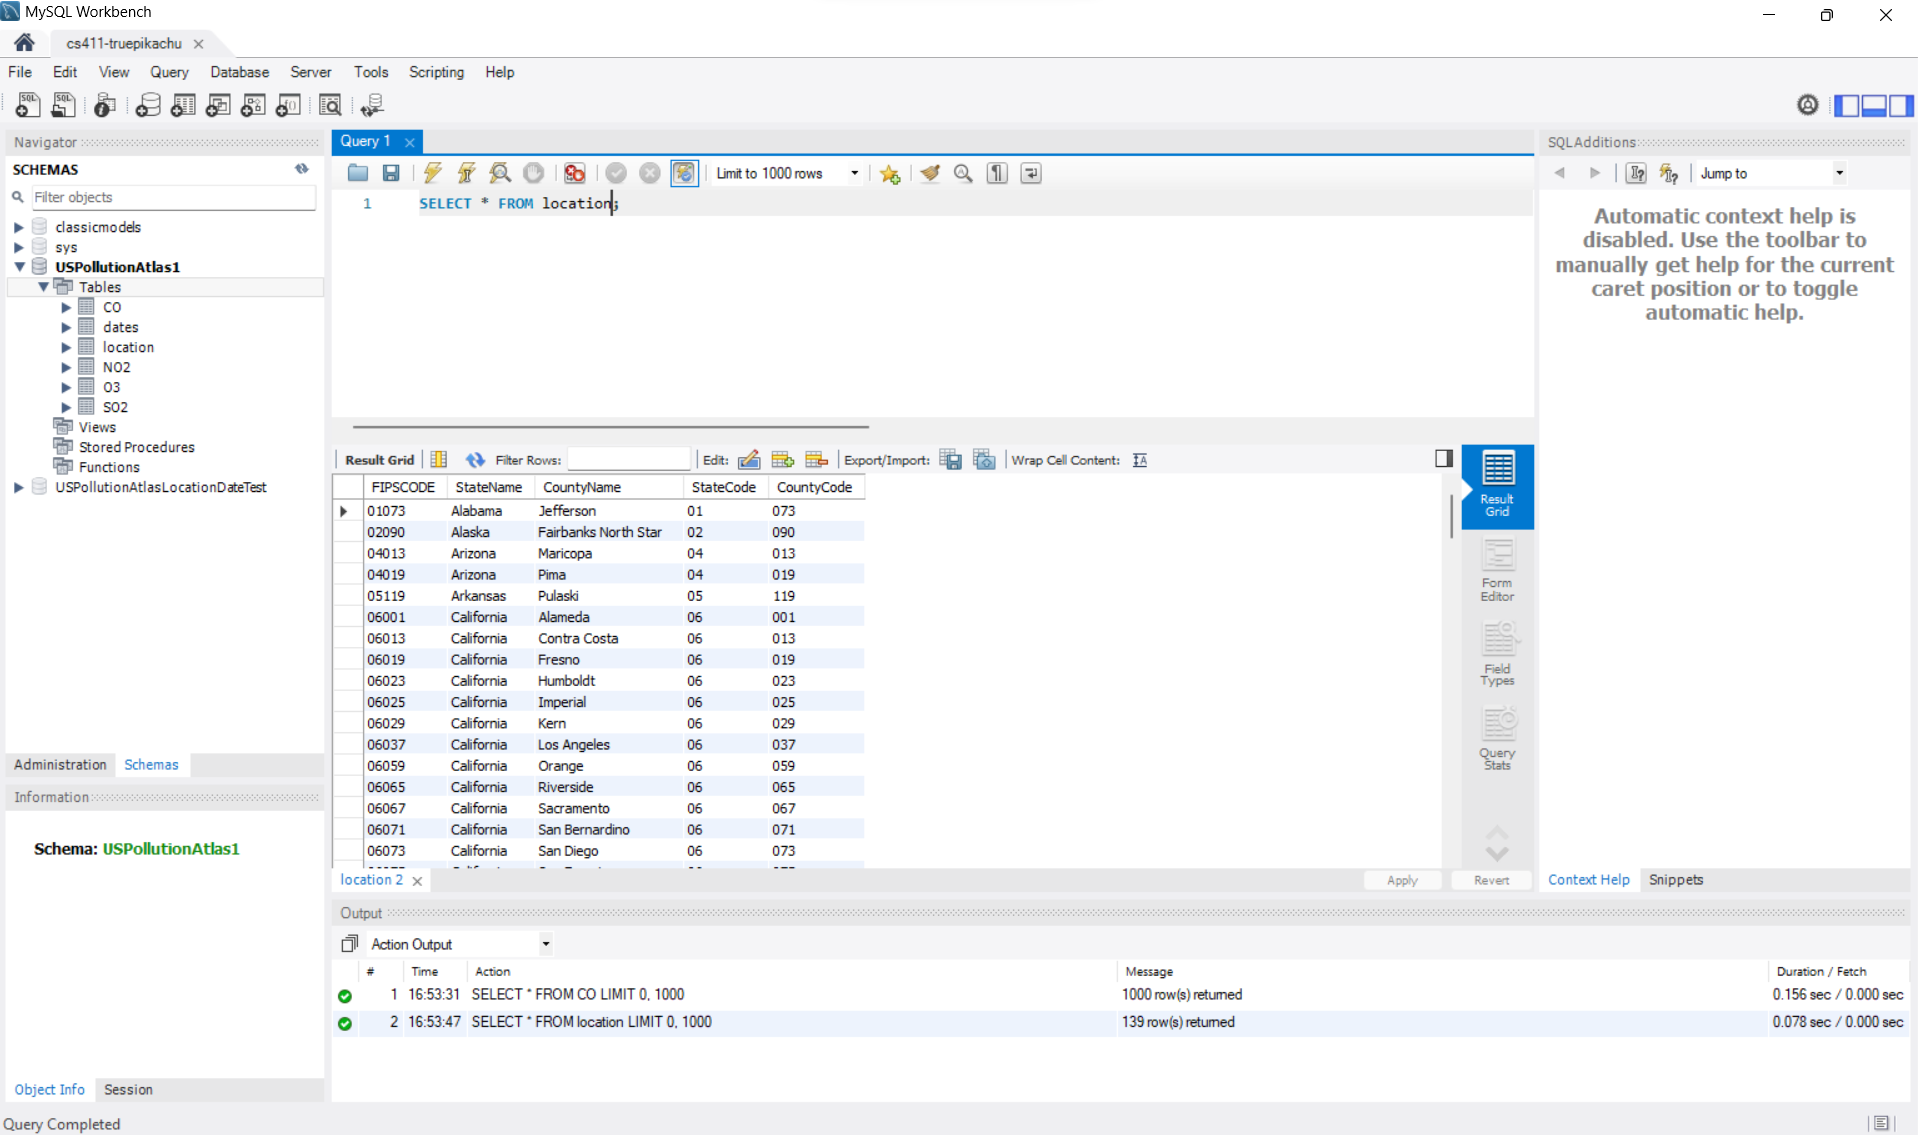 MySQL Workbench
cs411-truepikachu
File Edit View Query Database Server Tools Scripting Help
Navigator
SCHEMAS
Filter objects
classicmodels
sys
USPollutionAtlas1
Tables
CO
dates
location
NO2
O3
SO2
Views
Stored Procedures
Functions
USPollutionAtlasLocationDateTest
Administration Schemas
Information
Schema: USPollutionAtlas1
Object Info Session
Query Completed
Query 1
Limit to 1000 rows
1 SELECT * FROM location;
Result Grid Filter Rows: Edit: Export/Import: Wrap Cell Content:
FIPSCODE StateName CountyName StateCode CountyCode
01073 Alabama Jefferson 01 073
02090 Alaska Fairbanks North Star 02 090
04013 Arizona Maricopa 04 013
04019 Arizona Pima 04 019
05119 Arkansas Pulaski 05 119
06001 California Alameda 06 001
06013 California Contra Costa 06 013
06019 California Fresno 06 019
06023 California Humboldt 06 023
06025 California Imperial 06 025
06029 California Kern 06 029
06037 California Los Angeles 06 037
06059 California Orange 06 059
06065 California Riverside 06 065
06067 California Sacramento 06 067
06071 California San Bernardino 06 071
06073 California San Diego 06 073
Result
Grid
Form
Editor
Field
Types
Query
Stats
location 2
Apply Revert
SQLAdditions
Jump to
Automatic context help is
disabled. Use the toolbar to
manually get help for the current
caret position or to toggle
automatic help.
Context Help Snippets
Output
Action Output
# Time Action Message Duration / Fetch
1 16:53:31 SELECT * FROM CO LIMIT 0, 1000 1000 row(s) returned 0.156 sec / 0.000 sec
2 16:53:47 SELECT * FROM location LIMIT 0, 1000 139 row(s) returned 0.078 sec / 0.000 sec